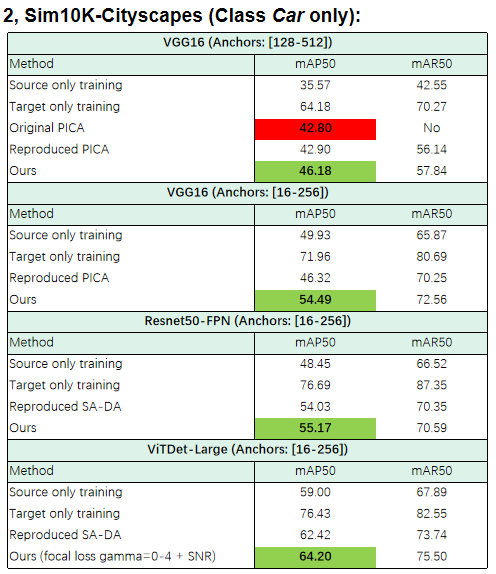 2, Sim10K-Cityscapes (Class Car only):
VGG16 (Anchors: [128-512])
Method mAP50 mAR50
Source only training 35.57 42.55
Target only training 64.18 70.27
Original PICA 42.80 No
Reproduced PICA 42.90 56.14
Ours 46.18 57.84
VGG16 (Anchors: [16-256])
Method mAP50 mAR50
Source only training 49.93 65.87
Target only training 71.96 80.69
Reproduced PICA 46.32 70.25
Ours 54.49 72.56
Resnet50-FPN (Anchors: [16-256])
Method mAP50 mAR50
Source only training 48.45 66.52
Target only training 76.69 87.35
Reproduced SA-DA 54.03 70.35
Ours 55.17 70.59
ViTDet-Large (Anchors: [16-256])
Method mAP50 mAR50
Source only training 59.00 67.89
Target only training 76.43 82.55
Reproduced SA-DA 62.42 73.74
Ours (focal loss gamma=0-4 + SNR) 64.20 75.50